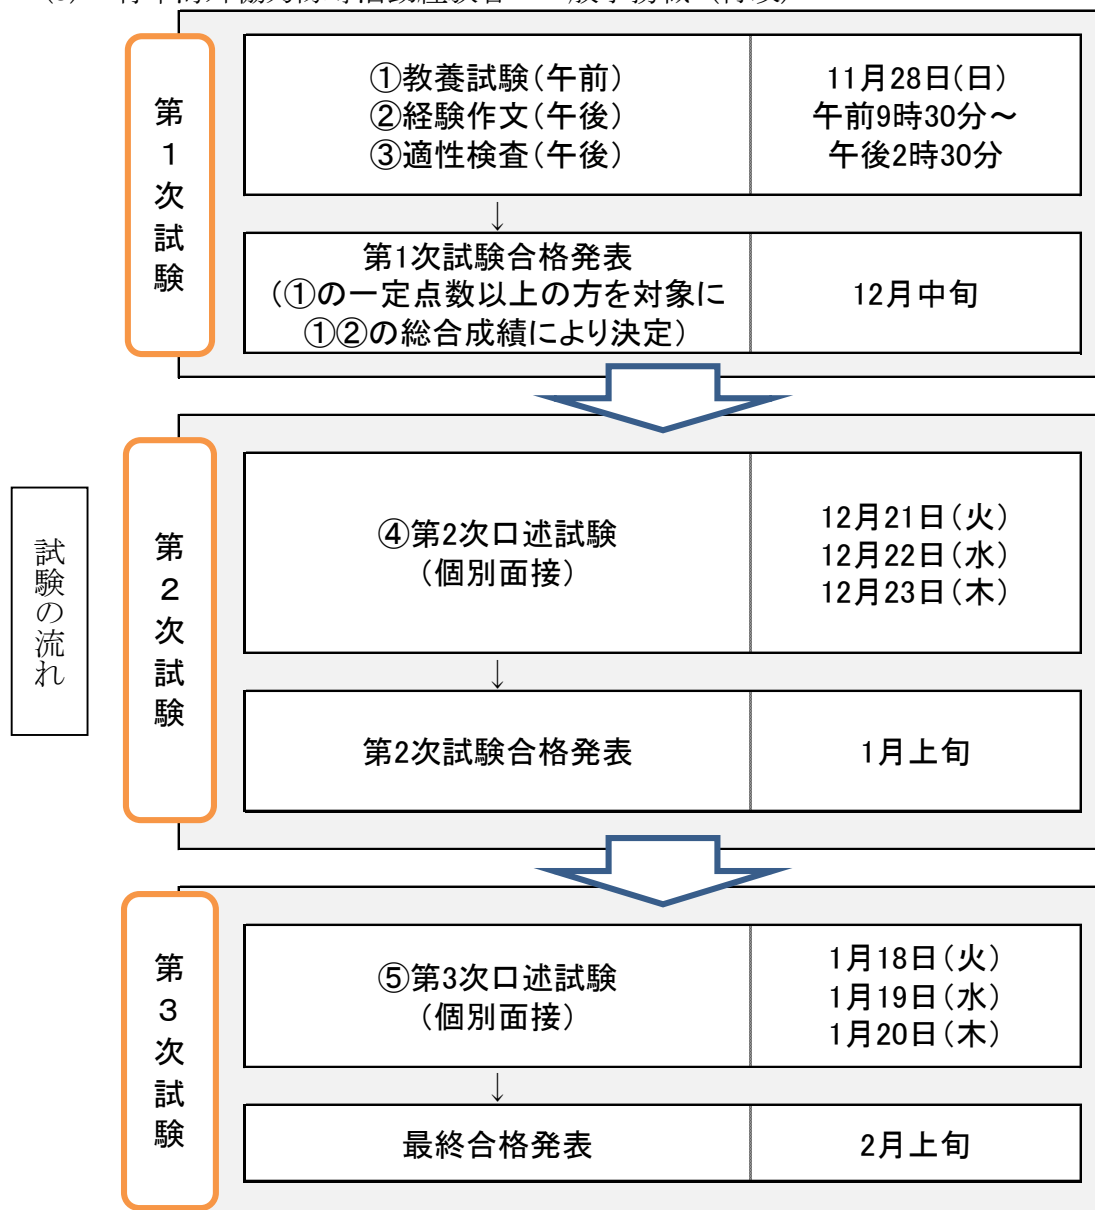 試験の流れ
第1次試験
①教養試験(午前)
②経験作文(午後)
③適性検査(午後)
11月28日(日)
午前9時30分～
午後2時30分
↓
第1次試験合格発表
(①の一定点数以上の方を対象に
①②の総合成績により決定)
12月中旬
第2次試験
④第2次口述試験
(個別面接)
12月21日(火)
12月22日(水)
12月23日(木)
↓
第2次試験合格発表
1月上旬
第3次試験
⑤第3次口述試験
(個別面接)
1月18日(火)
1月19日(水)
1月20日(木)
↓
最終合格発表
2月上旬